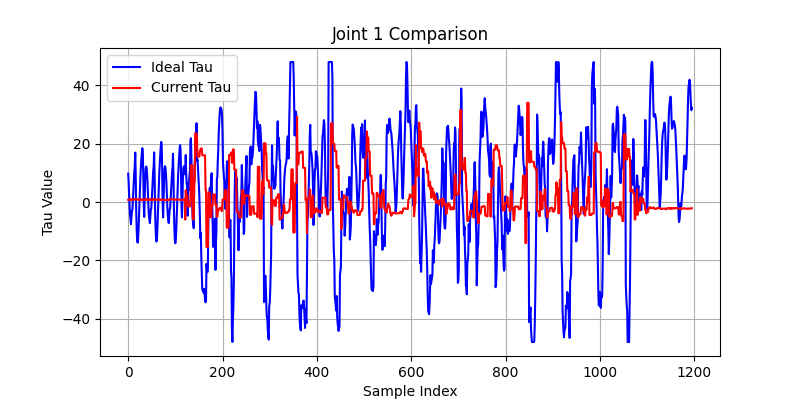 Joint 1 Comparison
Ideal Tau
Current Tau
Tau Value
40
20
0
−20
−40
0 200 400 600 800 1000 1200
Sample Index